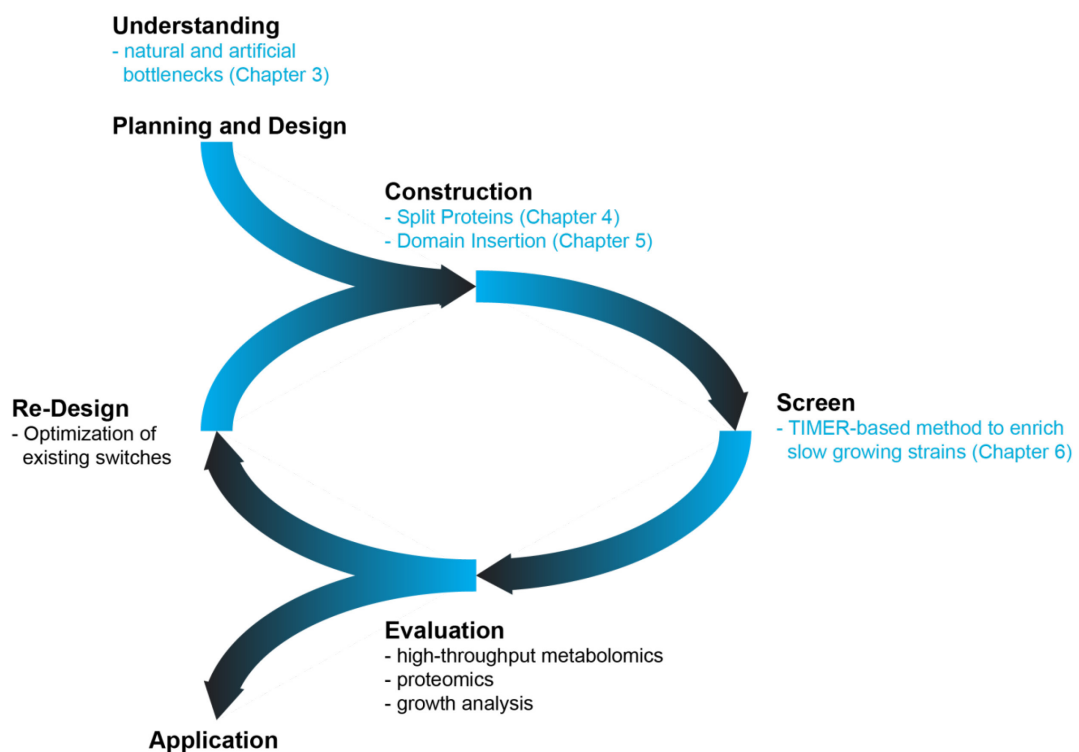 Understanding
- natural and artificial
bottlenecks (Chapter 3)
Planning and Design
Construction
- Split Proteins (Chapter 4)
- Domain Insertion (Chapter 5)
Screen
- TIMER-based method to enrich
slow growing strains (Chapter 6)
Re-Design
- Optimization of
existing switches
Evaluation
- high-throughput metabolomics
- proteomics
- growth analysis
Application